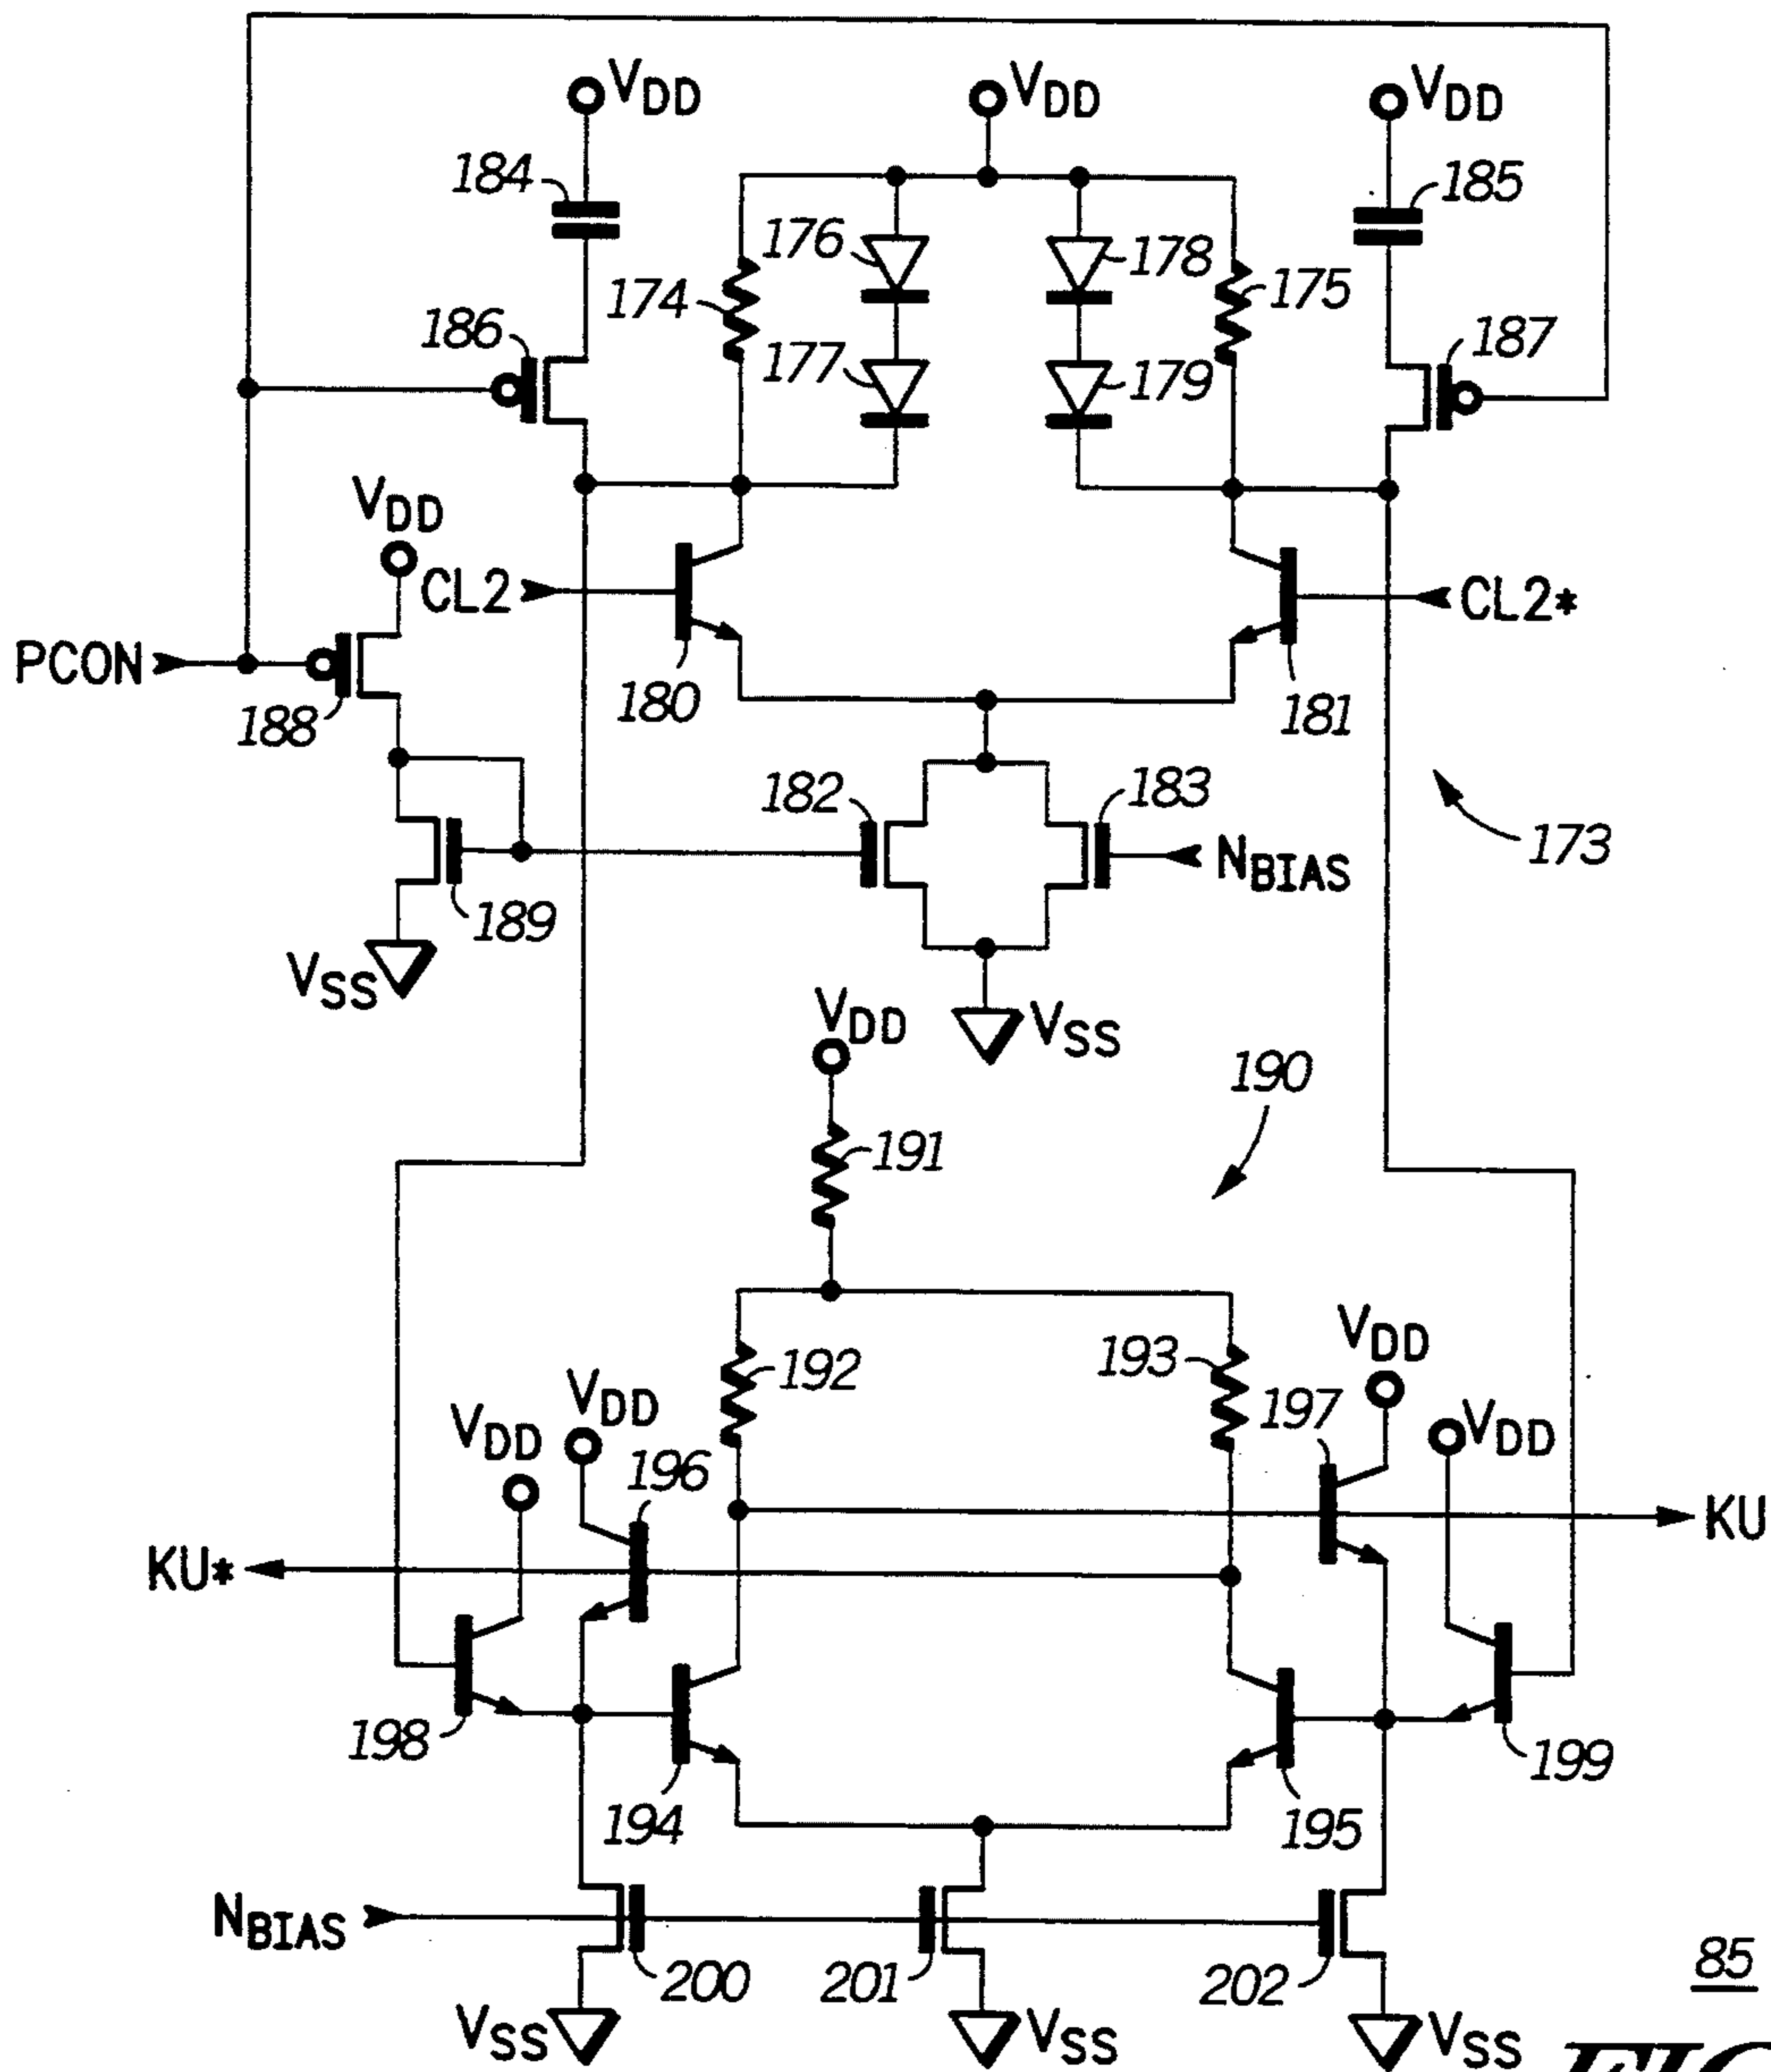 VDD VDD VDD
184 185
176 178
174 175
186 187
177 179
VDD
CL2 CL2*
PCON
188 180 181
182 183
NBIAS 173
189
VSS
VDD VSS
190
191
192 193
VDD
VDD 197
VDD 196 VDD
KU
KU*
198 199
194 195
NBIAS
200 201 202
85
VSS VSS VSS